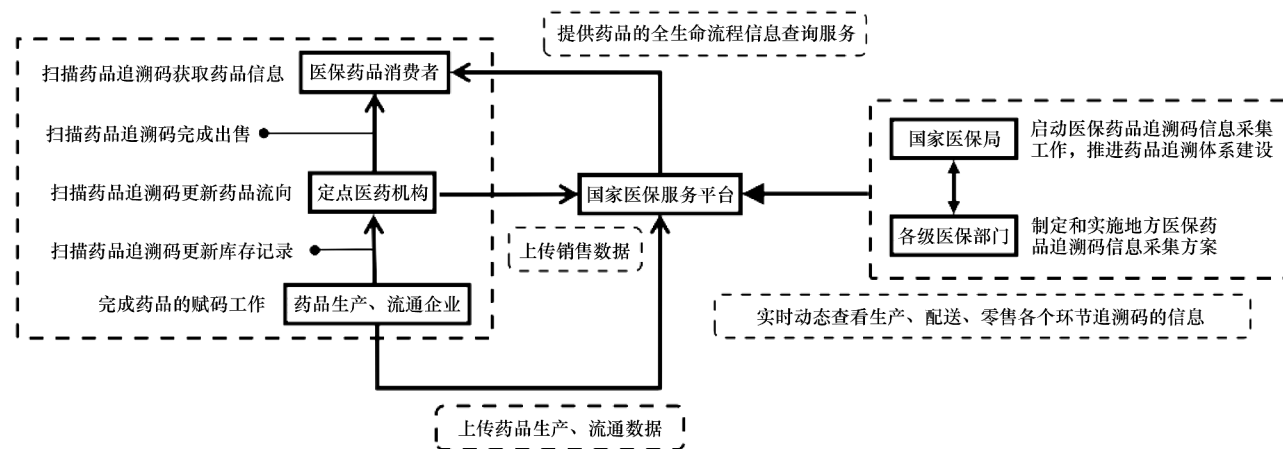 提供药品的全生命流程信息查询服务
扫描药品追溯码获取药品信息
医保药品消费者
扫描药品追溯码完成出售
国家医保局
启动医保药品追溯码信息采集
工作，推进药品追溯体系建设
扫描药品追溯码更新药品流向
定点医药机构
国家医保服务平台
各级医保部门
制定和实施地方医保药
品追溯码信息采集方案
扫描药品追溯码更新库存记录
上传销售数据
完成药品的赋码工作
药品生产、流通企业
实时动态查看生产、配送、零售各个环节追溯码的信息
上传药品生产、流通数据